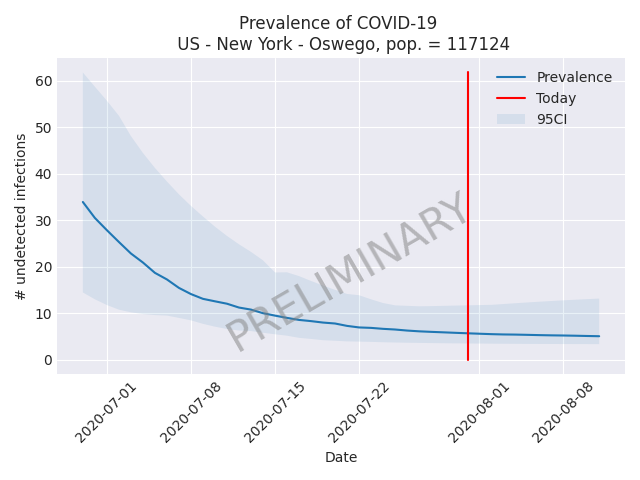 Prevalence of COVID-19
US - New York - Oswego, pop. = 117124
Prevalence
Today
95CI
# undetected infections
60
50
40
30
20
10
0
PRELIMINARY
2020-07-01
2020-07-08
2020-07-15
2020-07-22
2020-08-01
2020-08-08
Date